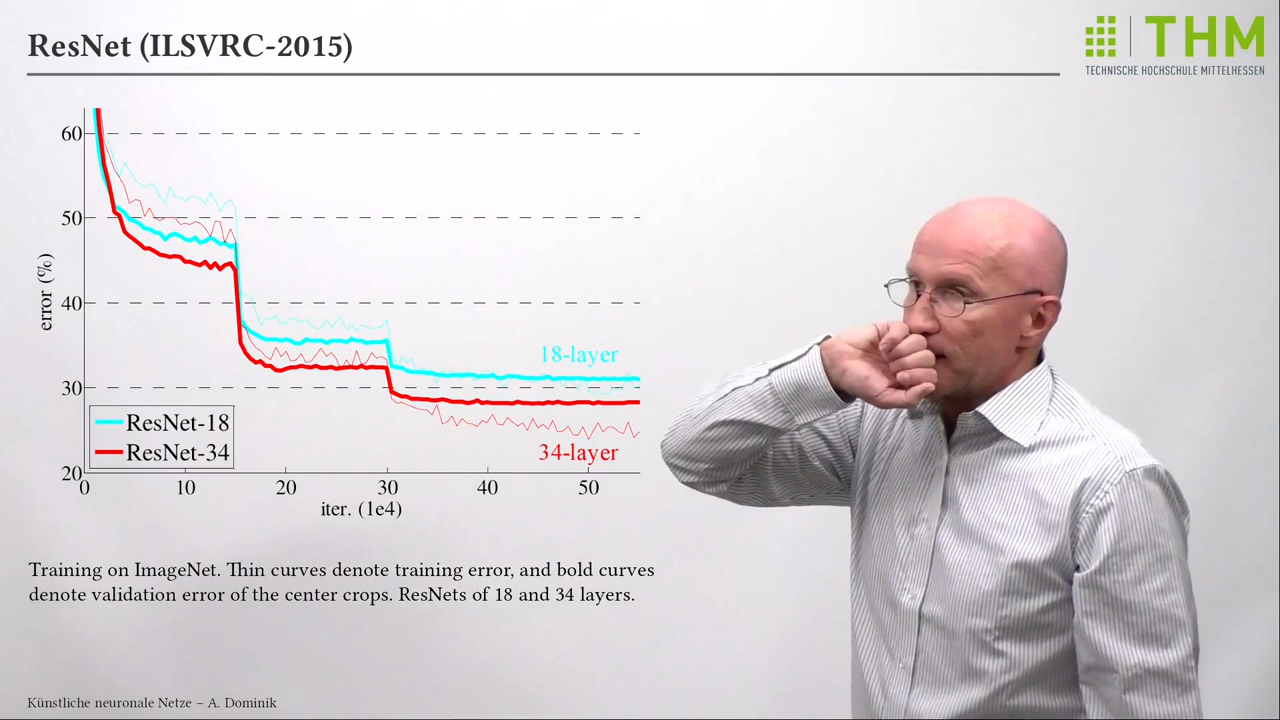 ResNet (ILSVRC-2015)
THM
TECHNISCHE HOCHSCHULE MITTELHESSEN
60
50
40
30
20
error (%)
18-layer
34-layer
ResNet-18
ResNet-34
0 10 20 30 40 50
iter. (1e4)
Training on ImageNet. Thin curves denote training error, and bold curves
denote validation error of the center crops. ResNets of 18 and 34 layers.
Künstliche neuronale Netze – A. Dominik